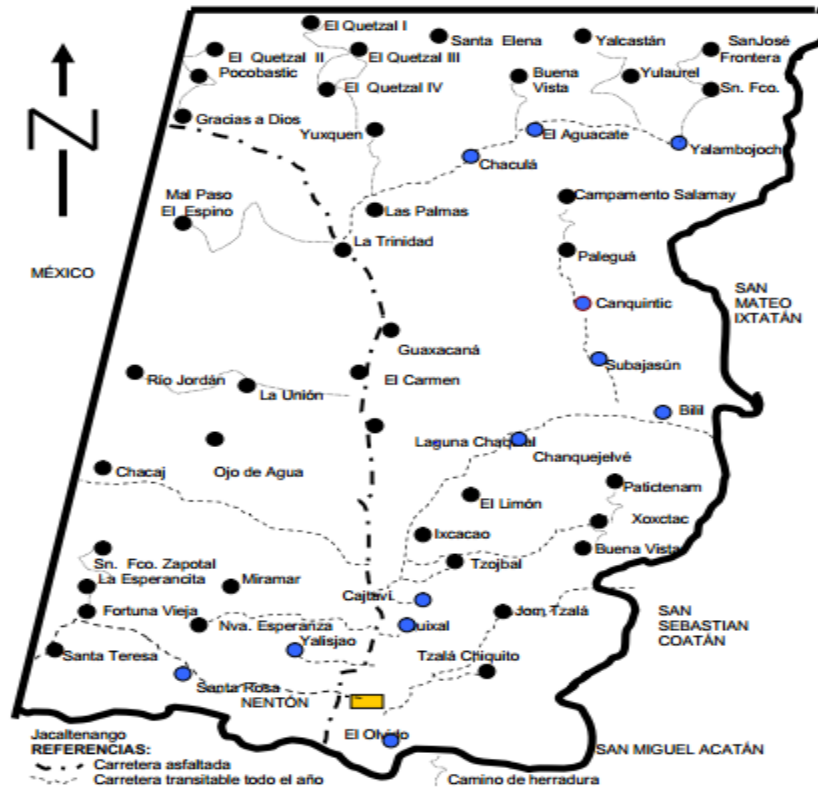 El Quetzal I
Santa Elena
Yalcastán
SanJosé
Frontera
El Quetzal II
El Quetzal III
Pocobastic
Buena
Vista
Yulaurel
Sn. Fco.
El Quetzal IV
Gracias a Dios
Yuxquen
El Aguacate
Yalambojoch
Chaculá
Mal Paso
El Espino
Campamento Salamay
Las Palmas
La Trinidad
Paleguá
MÉXICO
SAN
MATEO
IXTATÁN
Canquintic
Guaxacaná
Subajasún
Río Jordán
El Carmen
La Unión
Bilil
Laguna
Chanquejelvé
Chacaj
Ojo de Agua
Patictenam
El Limón
Xoxctac
Ixcacao
Buena Vista
Sn. Fco. Zapotal
Tzojbal
La Esperancita
Miramar
Cajtaví
Fortuna Vieja
Jom Tzalá
SAN
SEBASTIAN
COATÁN
Nva. Esperanza
uixal
Yalisjao
Santa Teresa
Tzalá Chiquito
Santa Rosa
NENTÓN
Jacaltenango
El Olvido
SAN MIGUEL ACATÁN
REFERENCIAS:
Carretera asfaltada
Carretera transitable todo el año
Camino de herradura